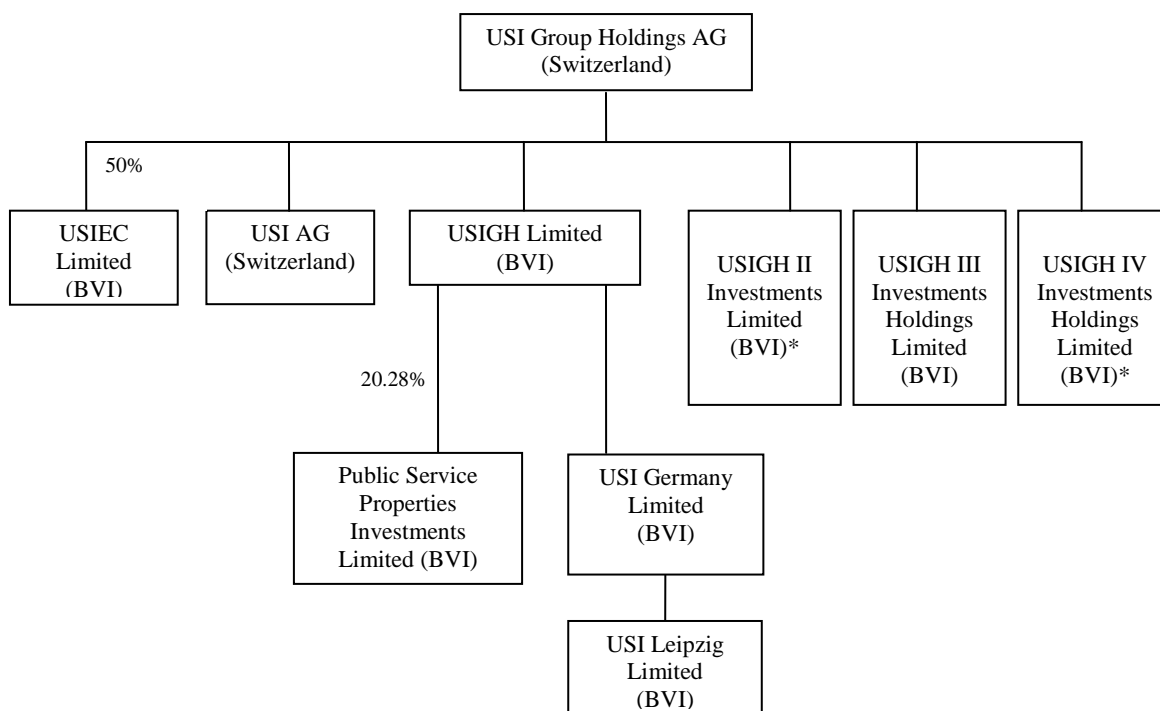 USI Group Holdings AG
(Switzerland)
50%
USIEC
Limited
(BVI)
USI AG
(Switzerland)
USIGH Limited
(BVI)
USIGH II
Investments
Limited
(BVI)*
USIGH III
Investments
Holdings
Limited
(BVI)
USIGH IV
Investments
Holdings
Limited
(BVI)*
20.28%
Public Service
Properties
Investments
Limited (BVI)
USI Germany
Limited
(BVI)
USI Leipzig
Limited
(BVI)